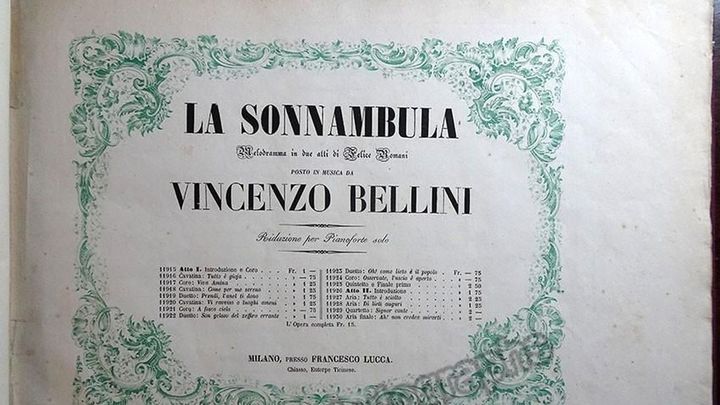 LA SONNAMBULA
Melodramma in due atti di Felice Romani
POSTO IN MUSICA DA
VINCENZO BELLINI
Riduzione per Pianoforte solo
11915 Atto I. Introduzione e Coro Fr. 1 —
11916 Cavatina: Tutt' è gioja — 75
11917 Coro: Viva Amina 1 25
11918 Cavatina: Come per me sereno 1 25
11919 Duetto: Prendi, l'anel ti dono 1 75
11920 Cavatina: Vi ravviso o luoghi ameni 1 25
11921 Coro: A fosco cielo — 75
11922 Duetto: Son geloso del zeffiro errante 1 —
11923 Duetto: Oh! come lieto è il popolo Fr. — 75
11924 Coro: Osservate, l'uscio è aperto — 75
11925 Quintetto e Finale primo 2 50
11926 Atto II. Introduzione 1 75
11927 Aria: Tutto è sciolto 2 25
11928 Aria: Di lieti auguri 1 25
11929 Quartetto: Signor conte 2 —
11930 Aria finale: Ah! non credea mirarti 2 —
L'Opera completa Fr. 15.
MILANO, PRESSO FRANCESCO LUCCA.
Chiasso, Euterpe Ticinese.